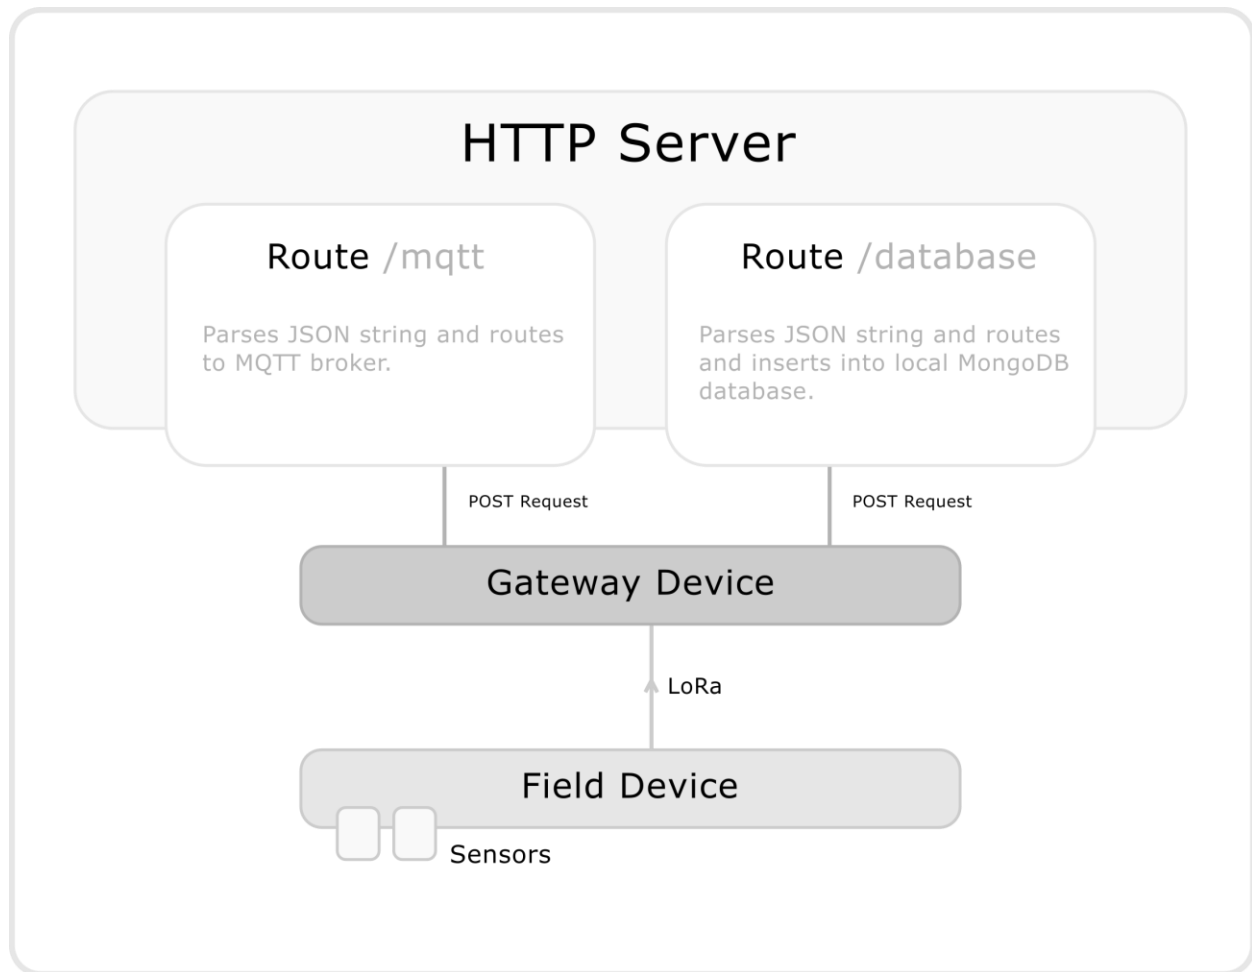 HTTP Server
Route /mqtt
Parses JSON string and routes
to MQTT broker.
Route /database
Parses JSON string and routes
and inserts into local MongoDB
database.
POST Request
POST Request
Gateway Device
LoRa
Field Device
Sensors